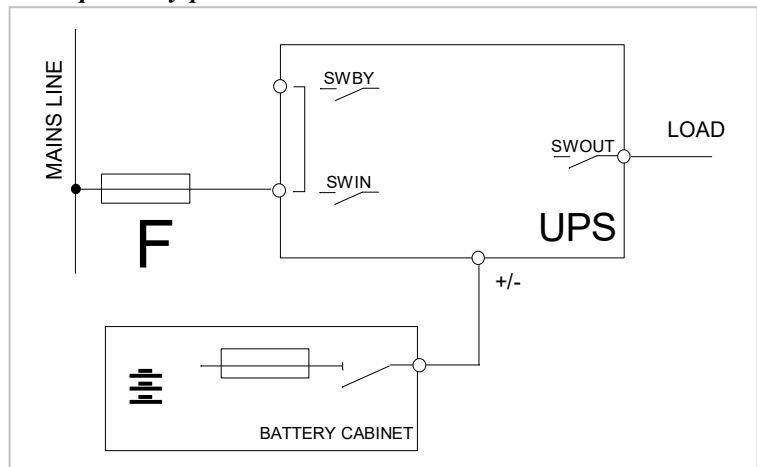 MAINS LINE
SWBY
SWIN
SWOUT
LOAD
F
UPS
+/-
BATTERY CABINET